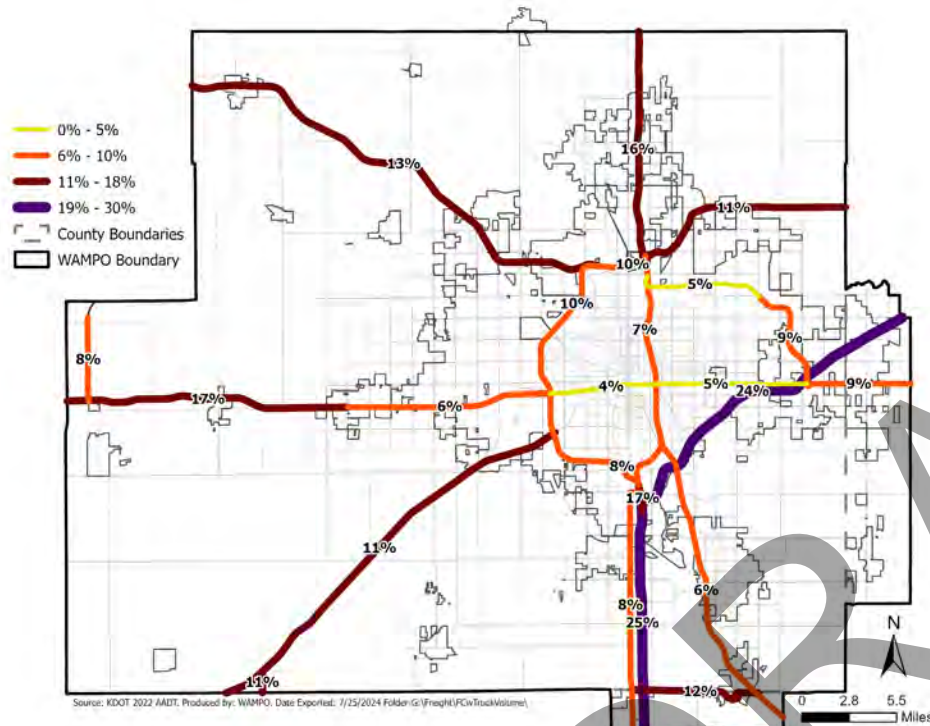 0% - 5%
6% - 10%
11% - 18%
19% - 30%
County Boundaries
WAMPO Boundary
13%
16%
11%
10%
5%
10%
7%
9%
8%
17%
6%
4%
5%
24%
9%
8%
17%
11%
6%
8%
25%
11%
12%
N
Source: KDOT 2022 AADT. Produced by: WAMPO. Date Exported: 7/25/2024 Folder:G:\Freight\FCwTruckVolume\
0 2.8 5.5
Miles